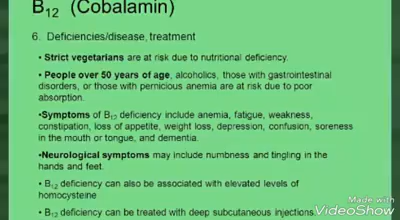 B12 (Cobalamin)
6. Deficiencies/disease, treatment
• Strict vegetarians are at risk due to nutritional deficiency.
• People over 50 years of age, alcoholics, those with gastrointestinal
disorders, or those with pernicious anemia are at risk due to poor
absorption.
•Symptoms of B12 deficiency include anemia, fatigue, weakness,
constipation, loss of appetite, weight loss, depression, confusion, soreness
in the mouth or tongue, and dementia.
•Neurological symptoms may include numbness and tingling in the
hands and feet.
• B12 deficiency can also be associated with elevated levels of
homocysteine
• B12 deficiency can be treated with deep subcutaneous injections
Made with
VideoShow